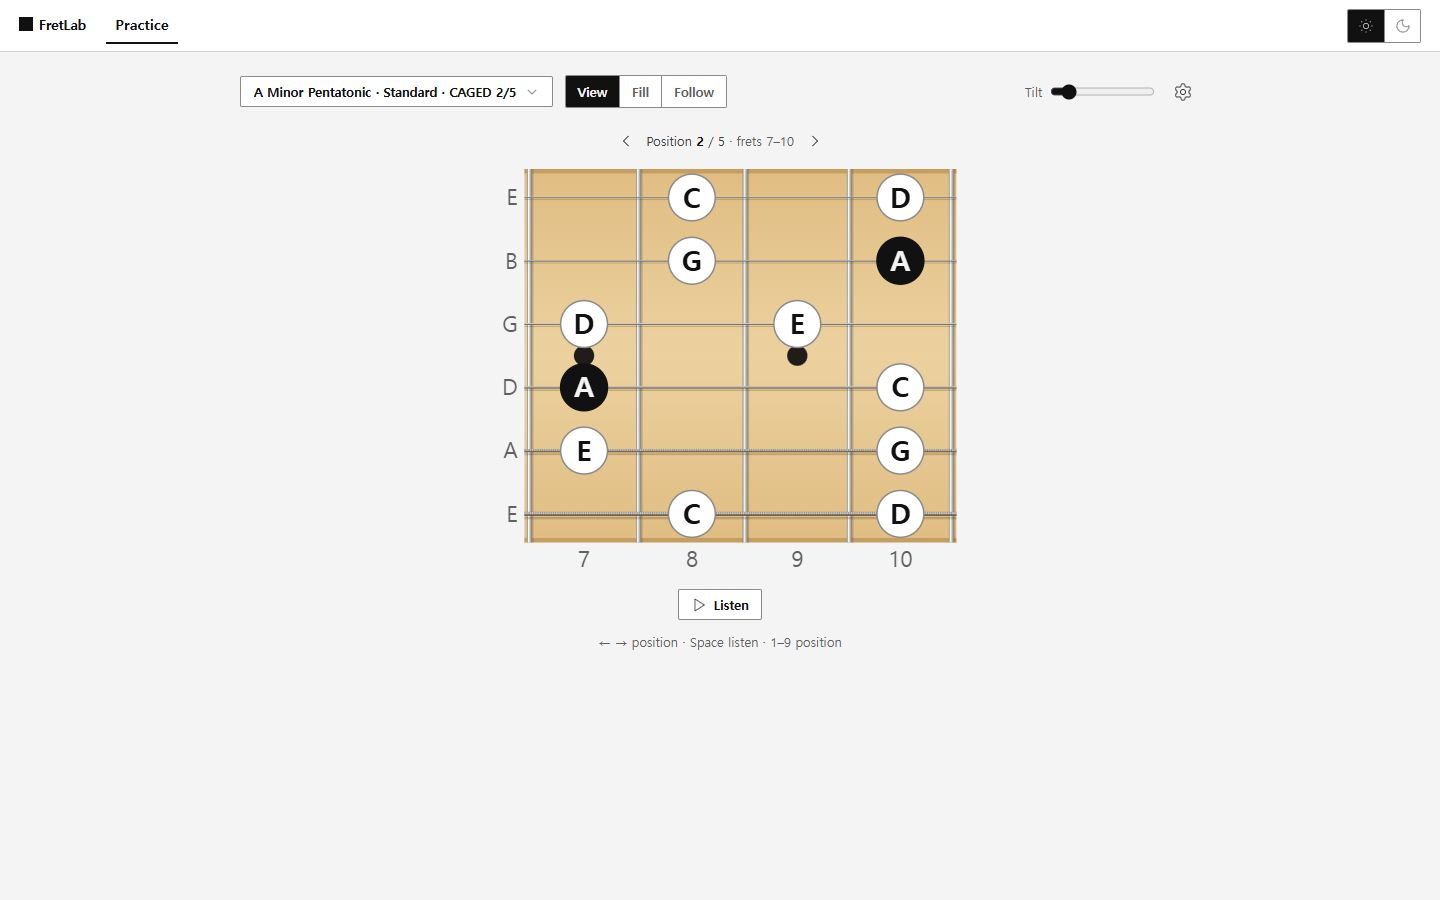 FretLab Practice
A Minor Pentatonic · Standard · CAGED 2/5 View Fill Follow Tilt
Position 2 / 5 · frets 7–10
E C D
B G A
G D E
D A C
A E G
E C D
7 8 9 10
Listen
← → position · Space listen · 1–9 position